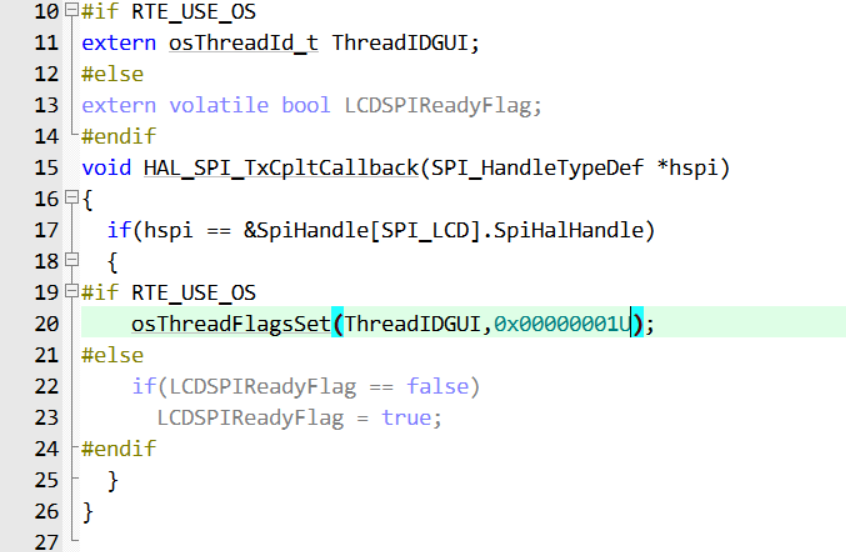 10 #if RTE_USE_OS
11 extern osThreadId_t ThreadIDGUI;
12 #else
13 extern volatile bool LCDSPIReadyFlag;
14 #endif
15 void HAL_SPI_TxCpltCallback(SPI_HandleTypeDef *hspi)
16 {
17   if(hspi == &SpiHandle[SPI_LCD].SpiHalHandle)
18   {
19 #if RTE_USE_OS
20     osThreadFlagsSet(ThreadIDGUI,0x00000001U);
21 #else
22     if(LCDSPIReadyFlag == false)
23       LCDSPIReadyFlag = true;
24 #endif
25   }
26 }
27